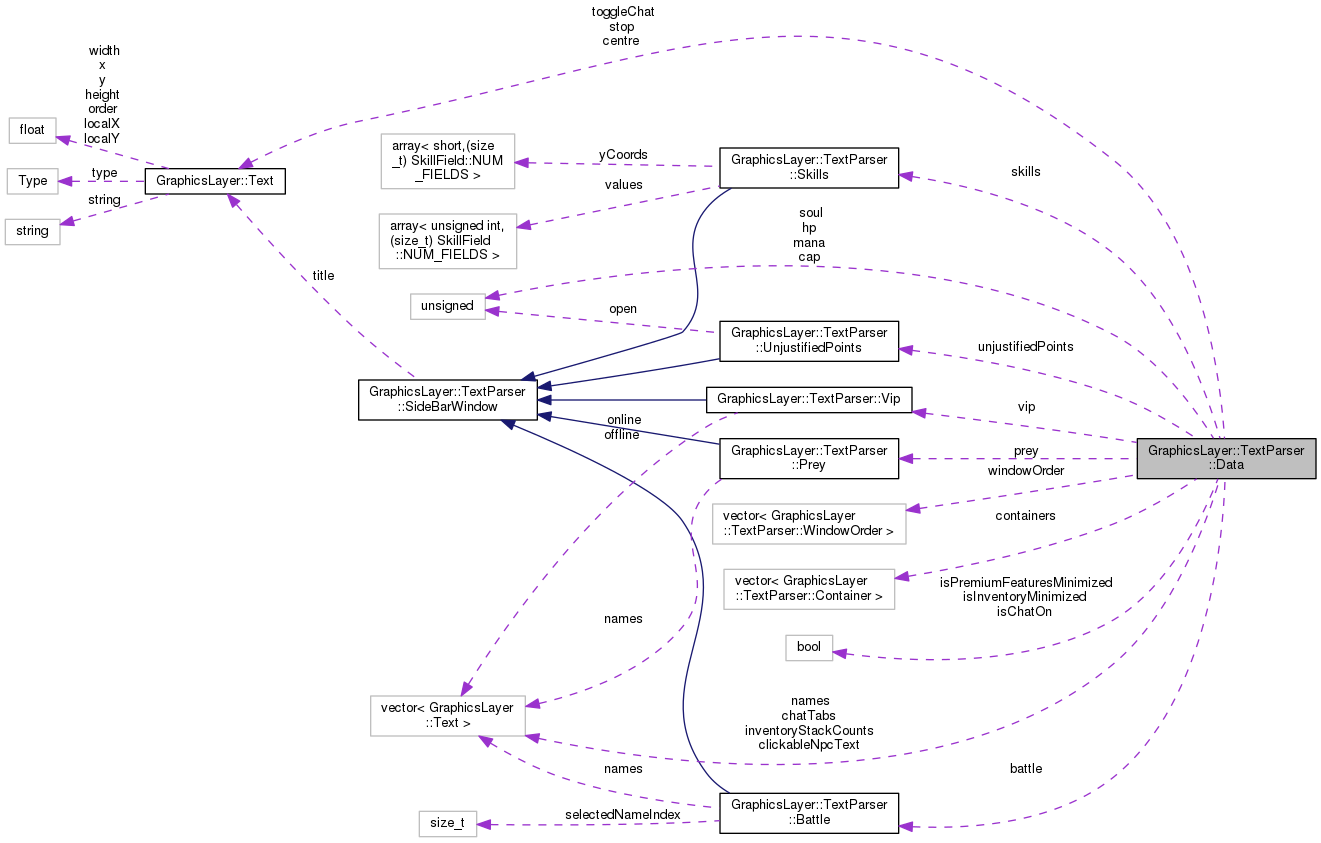 toggleChat
stop
centre
width
x
y
height
order
localX
localY
float
Type
type
string
string
GraphicsLayer::Text
array< short,(size
_t) SkillField::NUM
_FIELDS >
yCoords
GraphicsLayer::TextParser
::Skills
skills
values
array< unsigned int,
(size_t) SkillField
::NUM_FIELDS >
soul
hp
mana
cap
title
unsigned
open
GraphicsLayer::TextParser
::UnjustifiedPoints
unjustifiedPoints
GraphicsLayer::TextParser
::SideBarWindow
GraphicsLayer::TextParser::Vip
vip
online
offline
GraphicsLayer::TextParser
::Prey
prey
windowOrder
GraphicsLayer::TextParser
::Data
vector< GraphicsLayer
::TextParser::WindowOrder >
containers
vector< GraphicsLayer
::TextParser::Container >
isPremiumFeaturesMinimized
isInventoryMinimized
isChatOn
names
bool
vector< GraphicsLayer
::Text >
names
chatTabs
inventoryStackCounts
clickableNpcText
names
battle
selectedNameIndex
size_t
GraphicsLayer::TextParser
::Battle